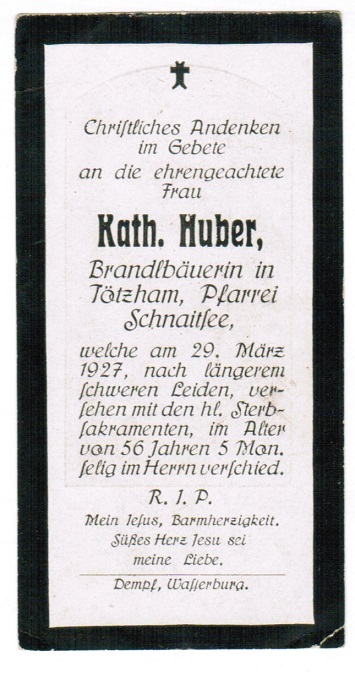 Chriſtliches Andenken
im Gebete
an die ehrengeachtete
Frau
Kath. Huber,
Brandlbäuerin in
Tötzham, Pfarrei
Schnaitſee,
welche am 29. März
1927, nach längerem
ſchweren Leiden, ver-
ſehen mit den hl. Sterb-
ſakramenten, im Alter
von 56 Jahren 5 Mon.
ſelig im Herrn verſchied.
R. I. P.
Mein Jeſus, Barmherzigkeit.
Süßes Herz Jesu sei
meine Liebe.
Dempf, Waſſerburg.